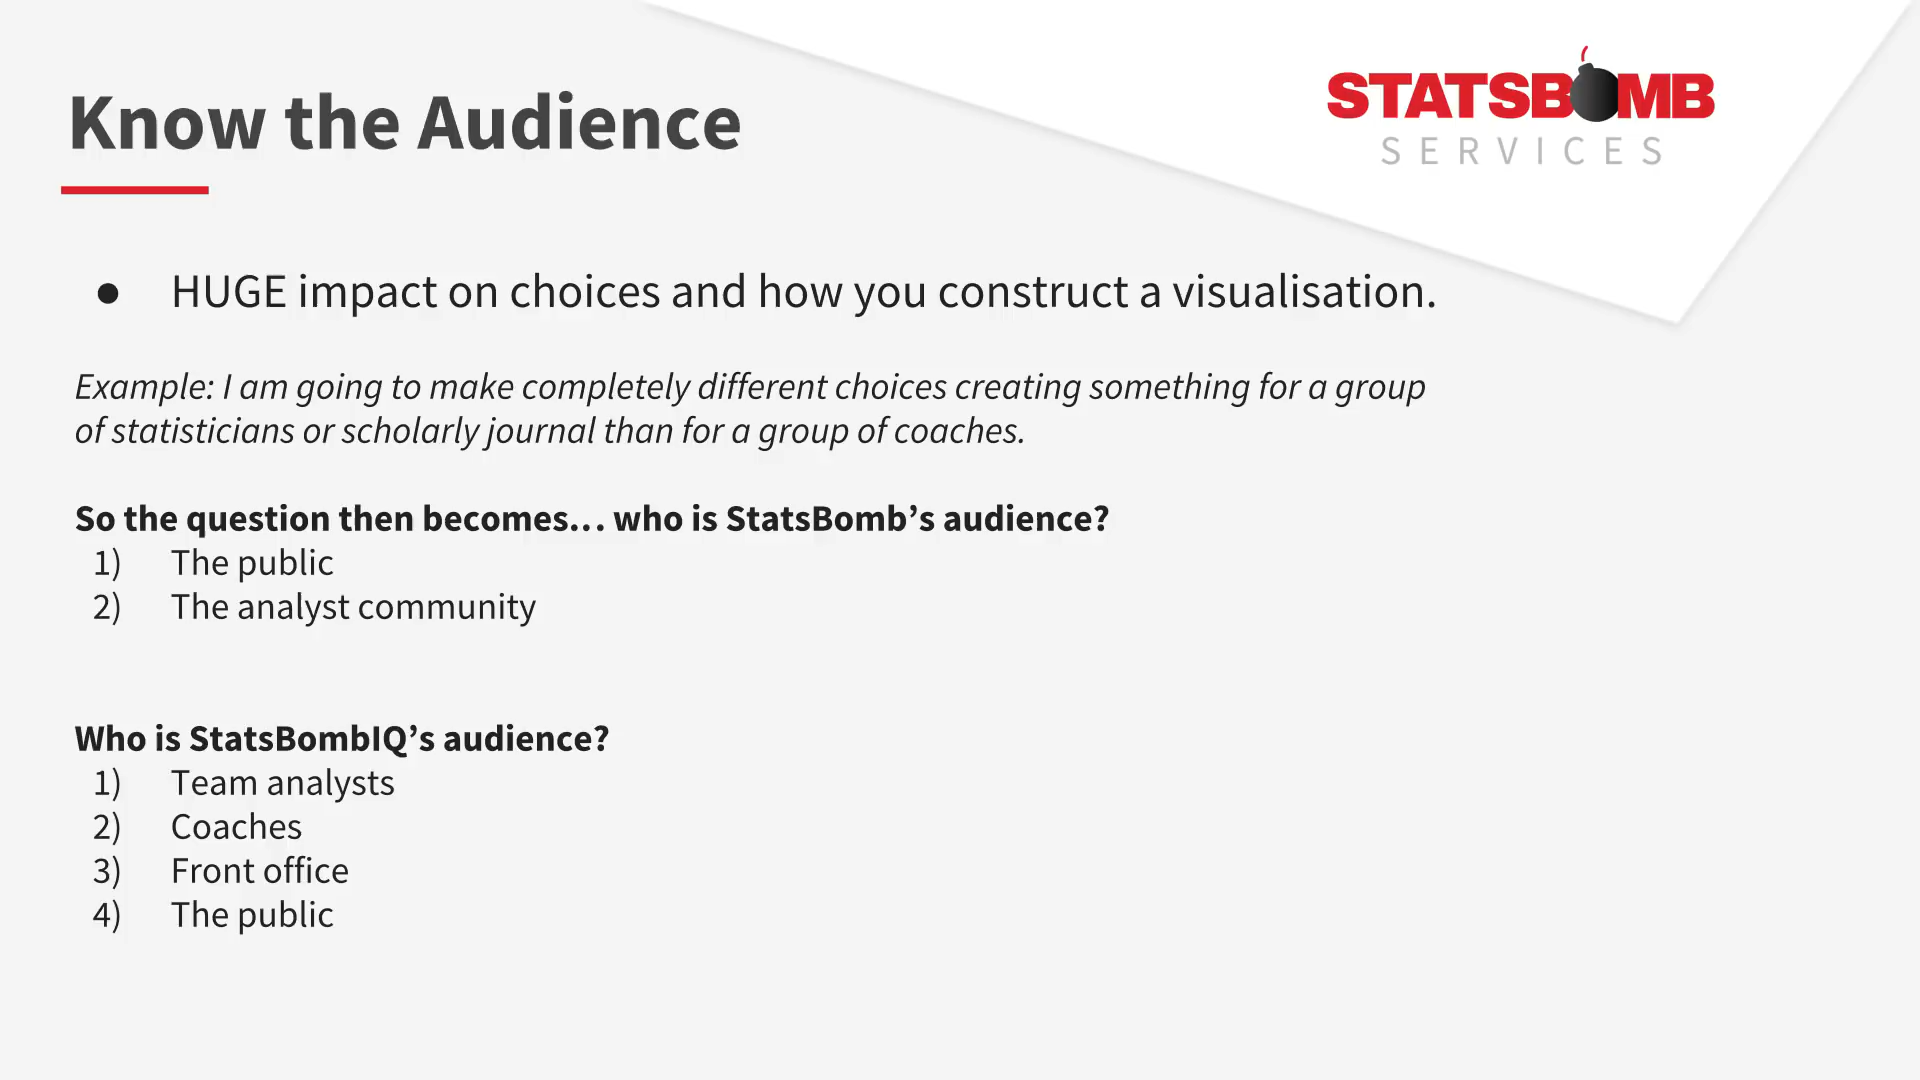 Know the Audience
STATSBOMB
SERVICES
● HUGE impact on choices and how you construct a visualisation.
Example: I am going to make completely different choices creating something for a group
of statisticians or scholarly journal than for a group of coaches.
So the question then becomes… who is StatsBomb’s audience?
1) The public
2) The analyst community
Who is StatsBombIQ’s audience?
1) Team analysts
2) Coaches
3) Front office
4) The public